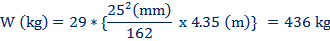 W (kg) = 29 * {25²(mm)/162 x 4.35 (m)} = 436 kg